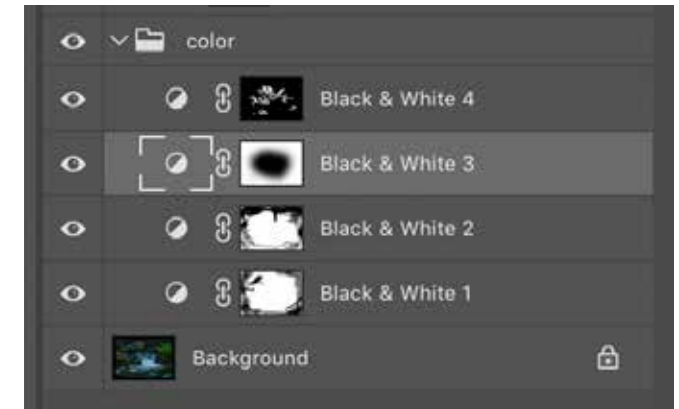 color
Black & White 4
Black & White 3
Black & White 2
Black & White 1
Background